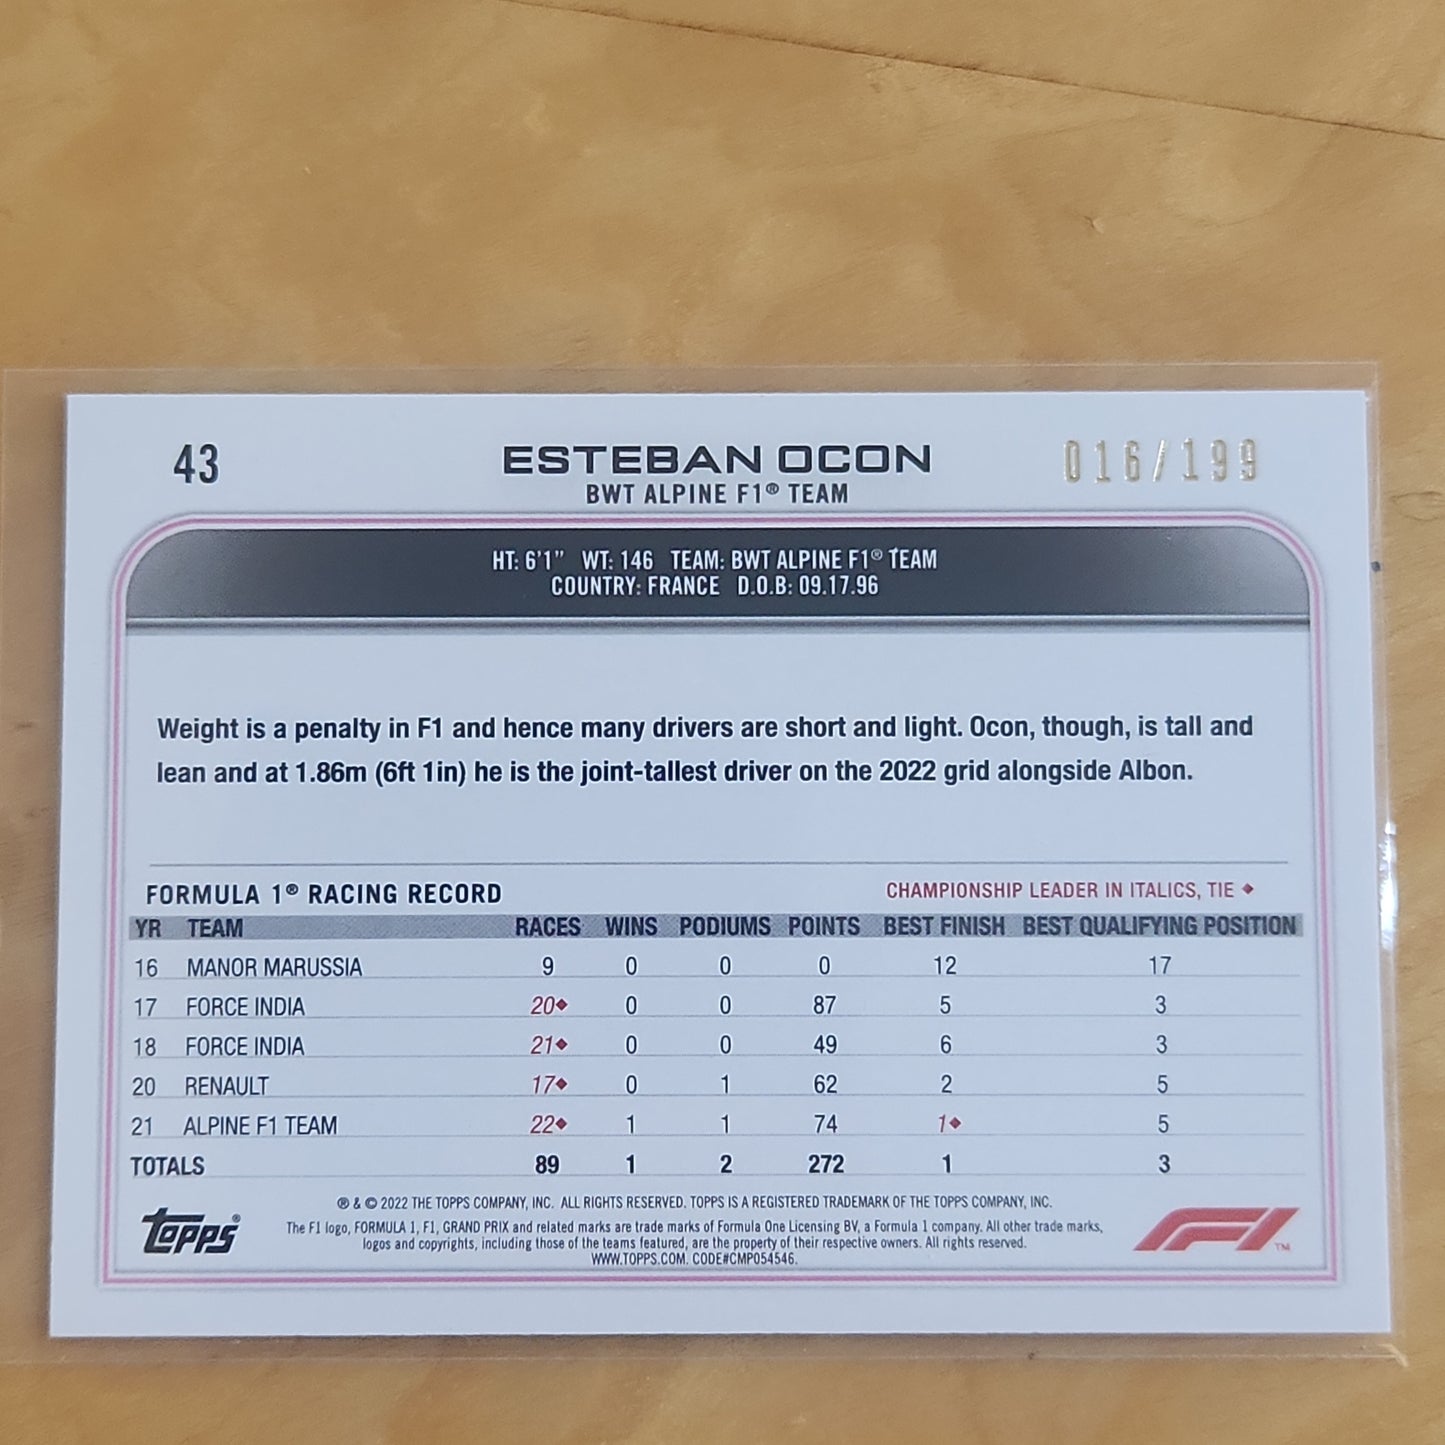 43 ESTEBAN OCON 016/199
BWT ALPINE F1® TEAM
HT: 6'1" WT: 146 TEAM: BWT ALPINE F1® TEAM
COUNTRY: FRANCE D.O.B: 09.17.96
Weight is a penalty in F1 and hence many drivers are short and light. Ocon, though, is tall and
lean and at 1.86m (6ft 1in) he is the joint-tallest driver on the 2022 grid alongside Albon.
FORMULA 1® RACING RECORD CHAMPIONSHIP LEADER IN ITALICS, TIE ♦
YR TEAM RACES WINS PODIUMS POINTS BEST FINISH BEST QUALIFYING POSITION
16 MANOR MARUSSIA 9 0 0 0 12 17
17 FORCE INDIA 20♦ 0 0 87 5 3
18 FORCE INDIA 21♦ 0 0 49 6 3
20 RENAULT 17♦ 0 1 62 2 5
21 ALPINE F1 TEAM 22♦ 1 1 74 1♦ 5
TOTALS 89 1 2 272 1 3
® & © 2022 THE TOPPS COMPANY, INC. ALL RIGHTS RESERVED. TOPPS IS A REGISTERED TRADEMARK OF THE TOPPS COMPANY, INC.
The F1 logo, FORMULA 1, F1, GRAND PRIX and related marks are trade marks of Formula One Licensing BV, a Formula 1 company. All other trade marks,
logos and copyrights, including those of the teams featured, are the property of their respective owners. All rights reserved.
WWW.TOPPS.COM. CODE#CMP054546.
Topps®
F1™